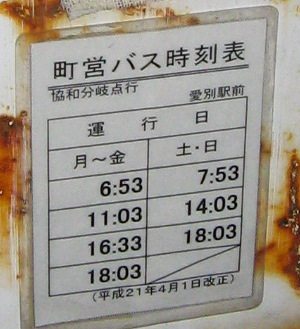 町営バス時刻表
協和分岐点行 愛別駅前
運行日
月～金 土・日
6:53 7:53
11:03 14:03
16:33 18:03
18:03
(平成21年4月1日改正)